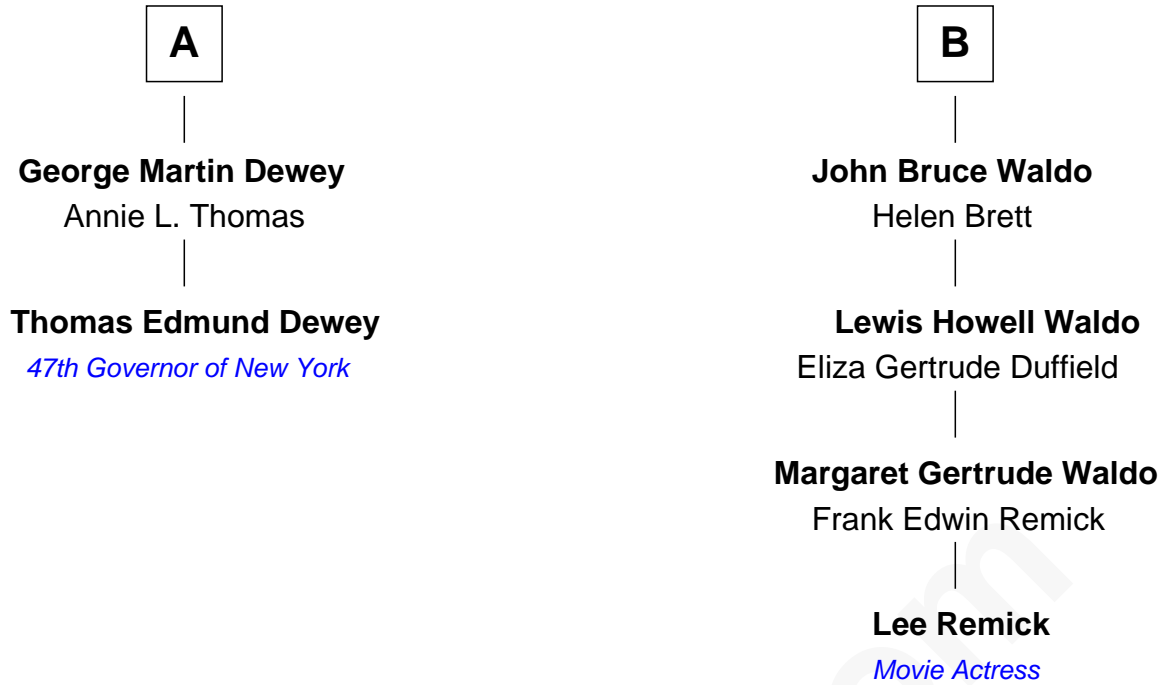 A
George Martin Dewey
Annie L. Thomas
Thomas Edmund Dewey
47th Governor of New York
B
John Bruce Waldo
Helen Brett
Lewis Howell Waldo
Eliza Gertrude Duffield
Margaret Gertrude Waldo
Frank Edwin Remick
Lee Remick
Movie Actress